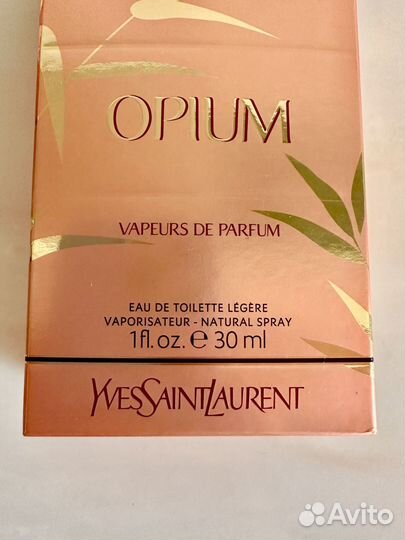 OPIUM
VAPEURS DE PARFUM
EAU DE TOILETTE LÉGÈRE
VAPORISATEUR - NATURAL SPRAY
1fl.oz. ℮ 30 ml
YVESSAINTLAURENT
Avito